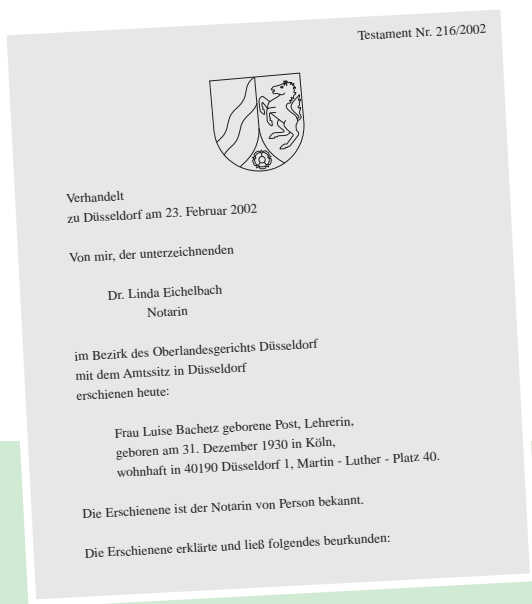 Testament Nr. 216/2002
Verhandelt
zu Düsseldorf am 23. Februar 2002
Von mir, der unterzeichnenden
Dr. Linda Eichelbach
Notarin
im Bezirk des Oberlandesgerichts Düsseldorf
mit dem Amtssitz in Düsseldorf
erschienen heute:
Frau Luise Bachetz geborene Post, Lehrerin,
geboren am 31. Dezember 1930 in Köln,
wohnhaft in 40190 Düsseldorf 1, Martin - Luther - Platz 40.
Die Erschienene ist der Notarin von Person bekannt.
Die Erschienene erklärte und ließ folgendes beurkunden: